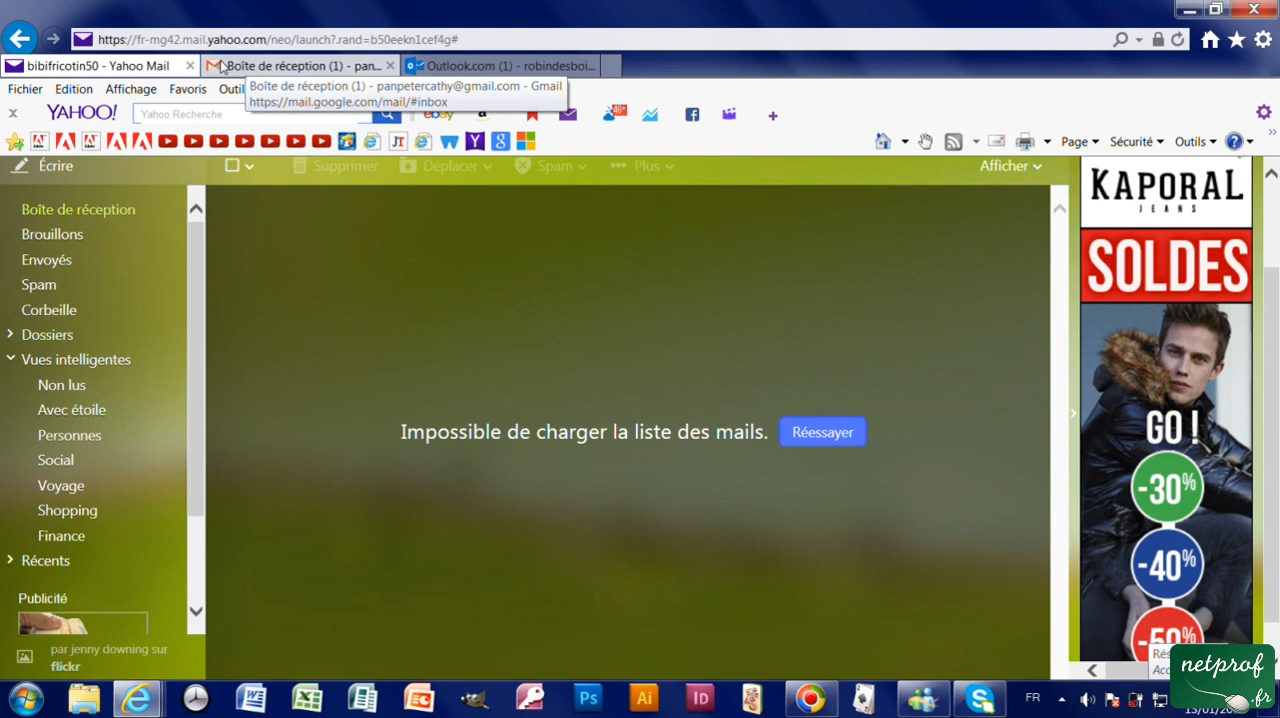 https://fr-mg42.mail.yahoo.com/neo/launch?.rand=b50eekn1cef4g#
bibifricotin50 - Yahoo Mail
Boîte de réception (1) - pan...
Outlook.com (1) - robindesboi...
Fichier Edition Affichage Favoris
Boîte de réception (1) - panpetercathy@gmail.com - Gmail
https://mail.google.com/mail/#inbox
YAHOO! Yahoo Recherche ebay
Page Sécurité Outils
Écrire Supprimer Déplacer Spam Plus Afficher
Boîte de réception
Brouillons
Envoyés
Spam
Corbeille
Dossiers
Vues intelligentes
Non lus
Avec étoile
Personnes
Social
Voyage
Shopping
Finance
Récents
Publicité
par jenny downing sur
flickr
Impossible de charger la liste des mails. Réessayer
KAPORAL
JEANS
SOLDES
GO !
-30%
-40%
-50%
FR
netprof
.fr